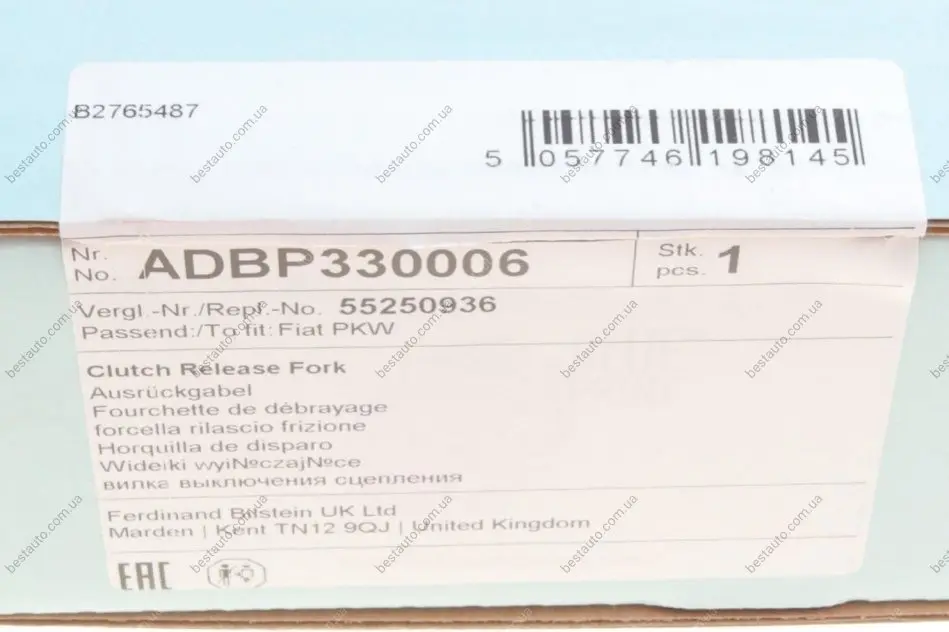 B2765487
5 057746 198145
Nr.
No. ADBP330006
Stk.
pcs. 1
Vergl.-Nr./Repl.-No. 55250936
Passend:/To fit: Fiat PKW
Clutch Release Fork
Ausrückgabel
Fourchette de débrayage
forcella rilascio frizione
Horquilla de disparo
Wideiki wyi№czaj№ce
вилка выключения сцепления
Ferdinand Bilstein UK Ltd
Marden | Kent TN12 9QJ | United Kingdom
EAC
bestauto.com.ua